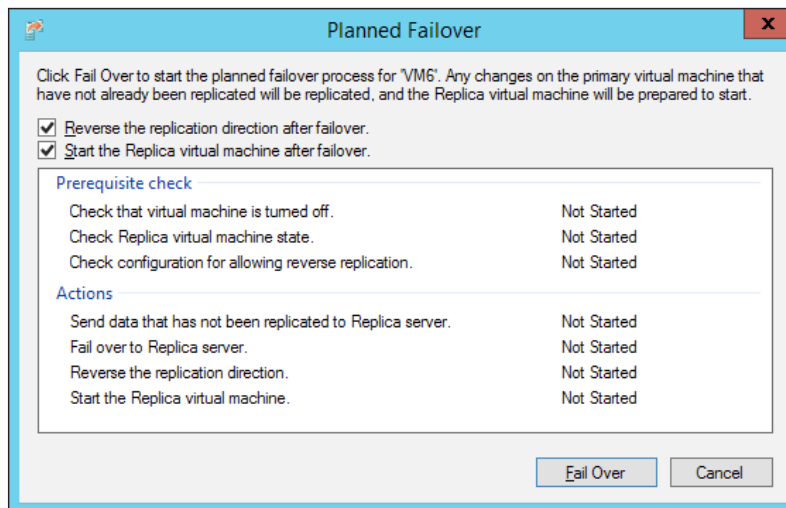 Planned Failover
x
Click Fail Over to start the planned failover process for 'VM6'. Any changes on the primary virtual machine that
have not already been replicated will be replicated, and the Replica virtual machine will be prepared to start.
Reverse the replication direction after failover.
Start the Replica virtual machine after failover.
Prerequisite check
Check that virtual machine is turned off. Not Started
Check Replica virtual machine state. Not Started
Check configuration for allowing reverse replication. Not Started
Actions
Send data that has not been replicated to Replica server. Not Started
Fail over to Replica server. Not Started
Reverse the replication direction. Not Started
Start the Replica virtual machine. Not Started
Fail Over Cancel